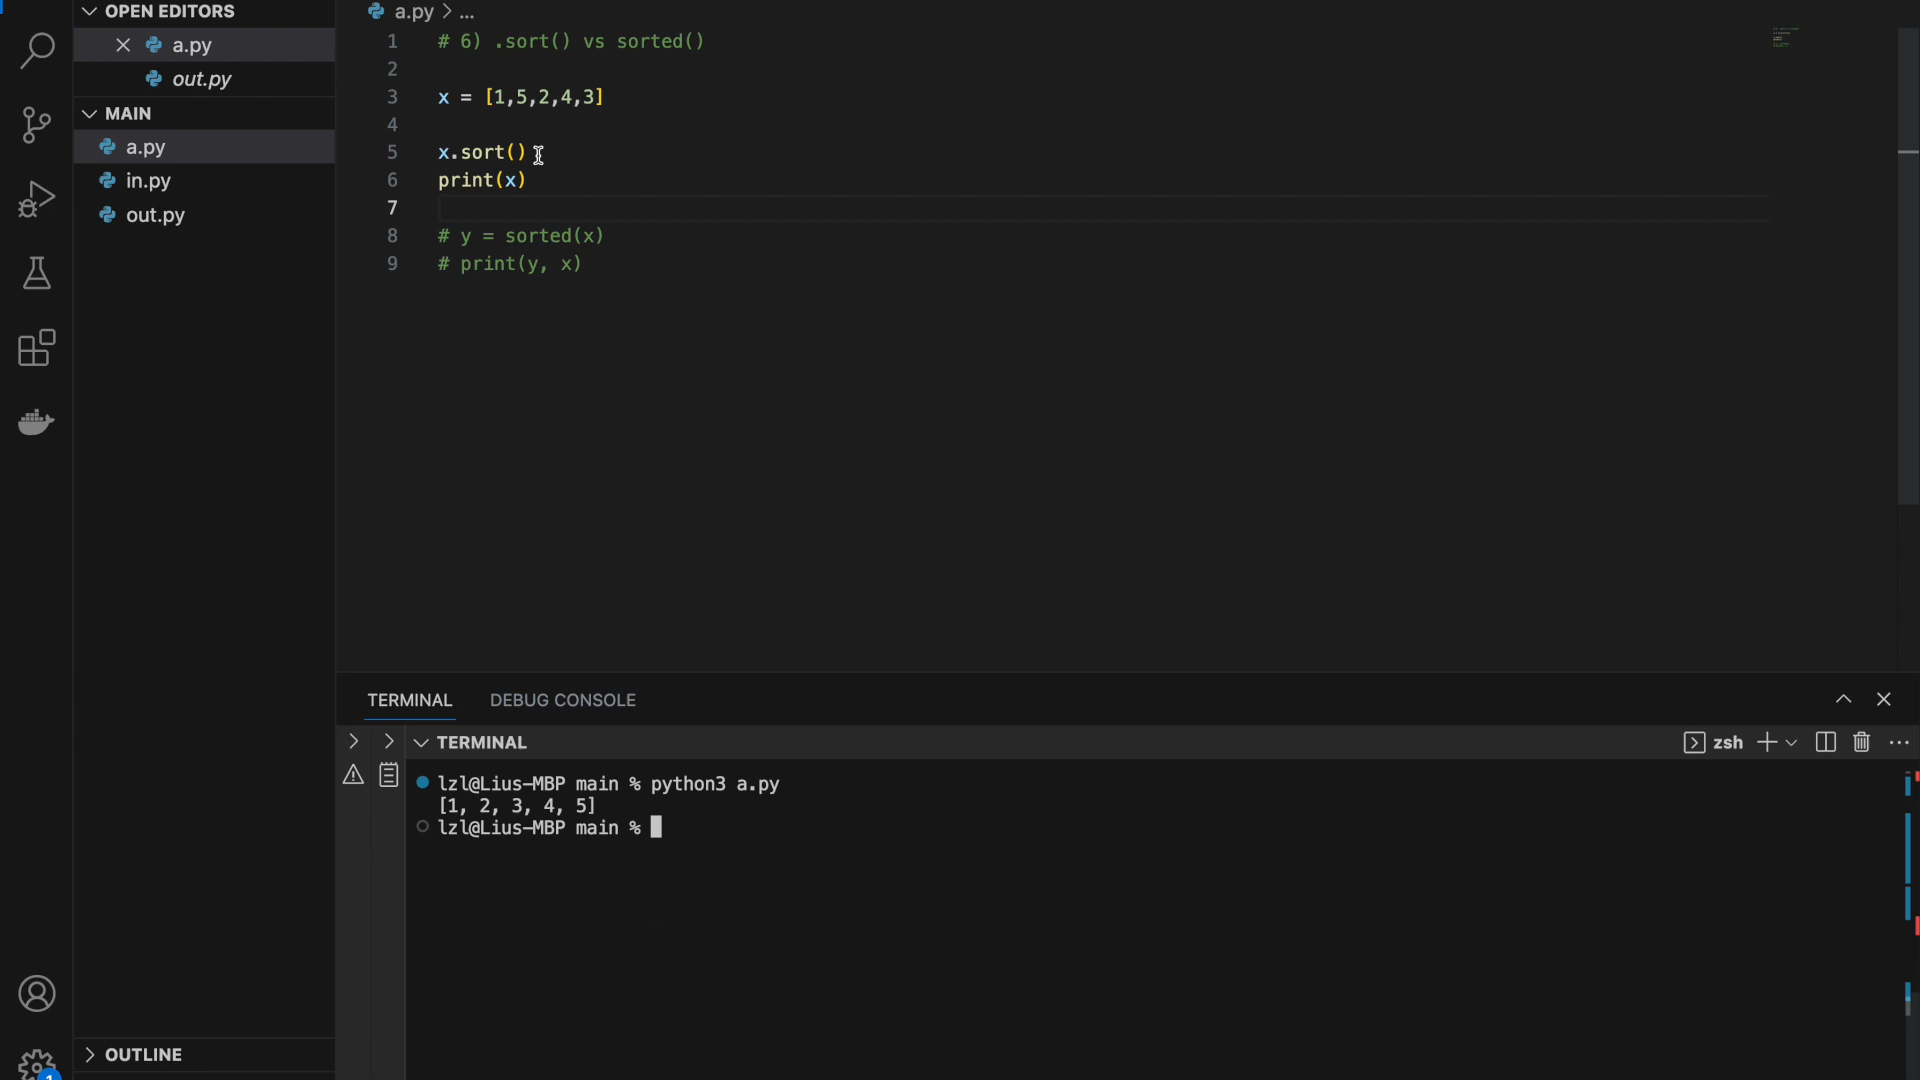 OPEN EDITORS
a.py
out.py
MAIN
a.py
in.py
out.py
OUTLINE
1
a.py > ...
1 # 6) .sort() vs sorted()
2
3 x = [1,5,2,4,3]
4
5 x.sort()
6 print(x)
7
8 # y = sorted(x)
9 # print(y, x)
TERMINAL DEBUG CONSOLE
TERMINAL zsh
lzl@Lius-MBP main % python3 a.py
[1, 2, 3, 4, 5]
lzl@Lius-MBP main %